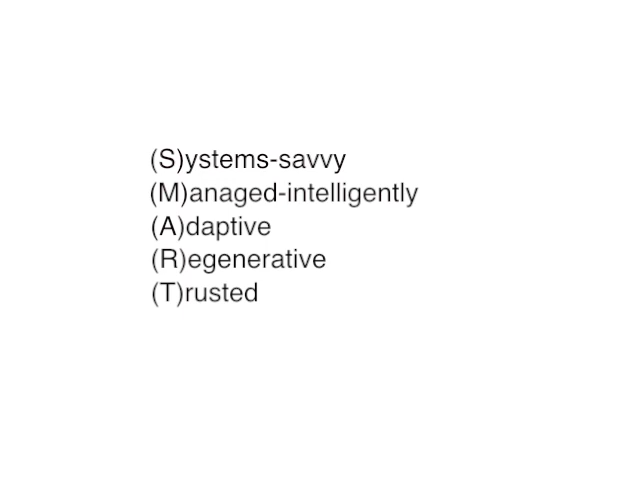 (S)ystems-savvy
(M)anaged-intelligently
(A)daptive
(R)egenerative
(T)rusted